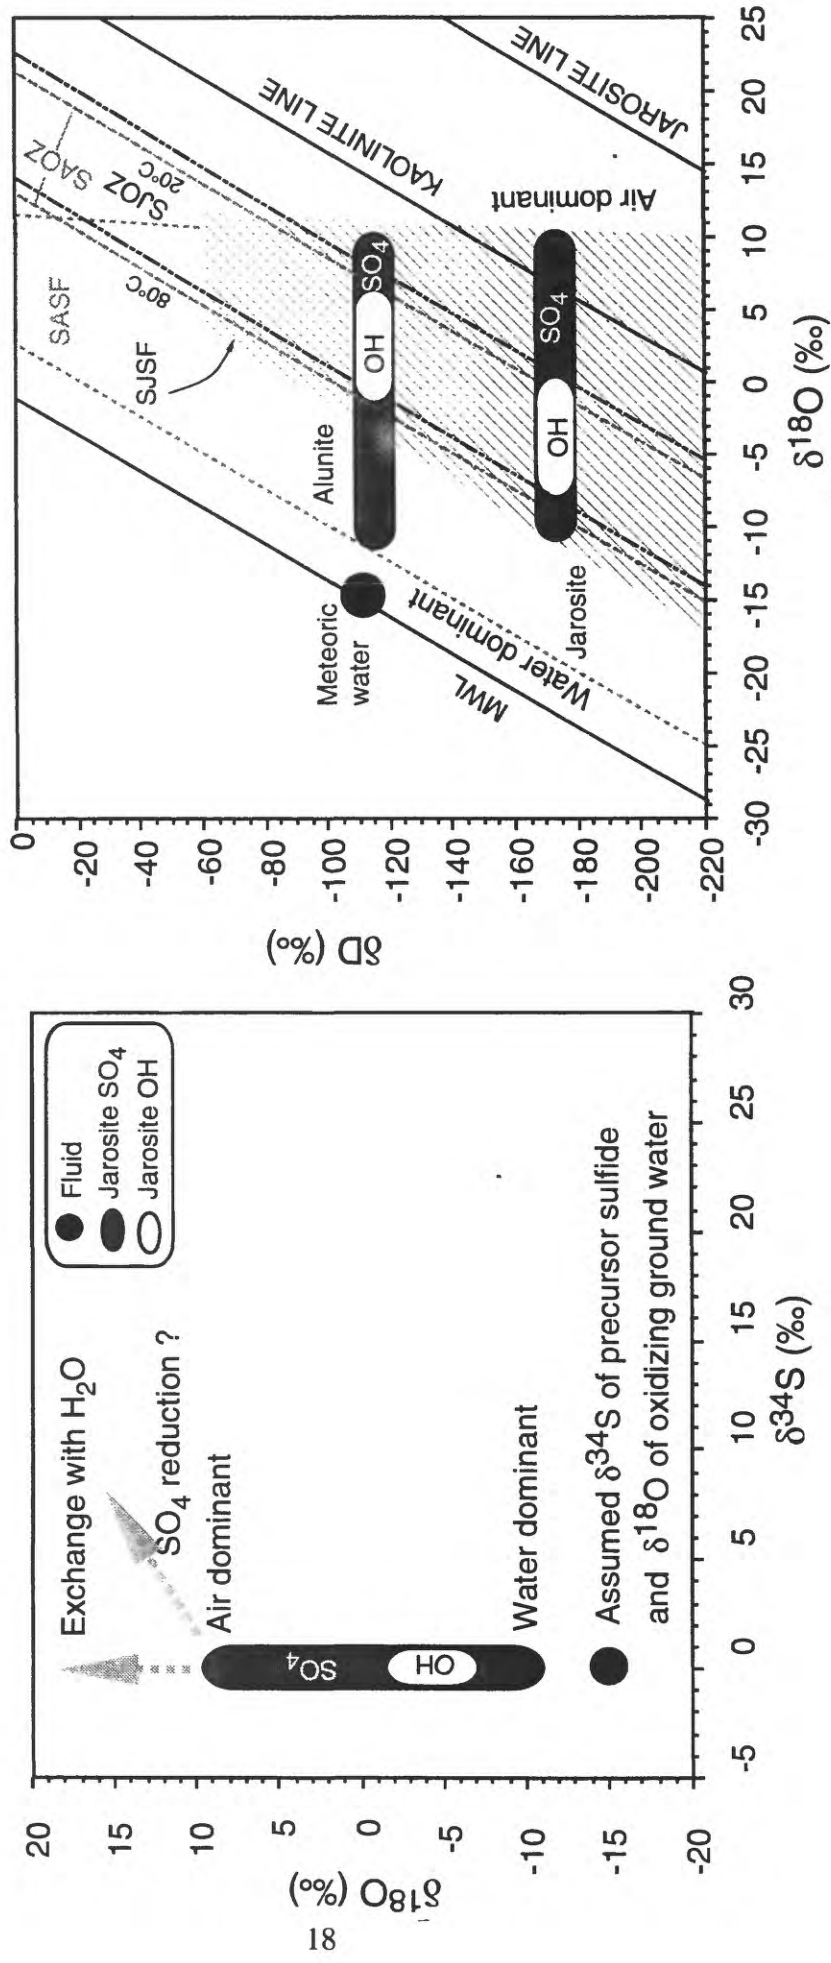 20
15
10
5
0
-5
-10
-15
-20
δ18O (‰)
-5
0
5
10
15
20
25
30
δ34S (‰)
Exchange with H2O
SO4 reduction ?
Air dominant
SO4
OH
Water dominant
Assumed δ34S of precursor sulfide
and δ18O of oxidizing ground water
Fluid
Jarosite SO4
Jarosite OH
0
-20
-40
-60
-80
-100
-120
-140
-160
-180
-200
-220
δD (‰)
-30
-25
-20
-15
-10
-5
0
5
10
15
20
25
δ18O (‰)
SASF
SAOZ
SJOZ
SJSF
80°C
20°C
KAOLINITE LINE
JAROSITE LINE
Air dominant
Alunite
OH
SO4
Meteoric
water
Water dominant
MWL
Jarosite
OH
SO4
18